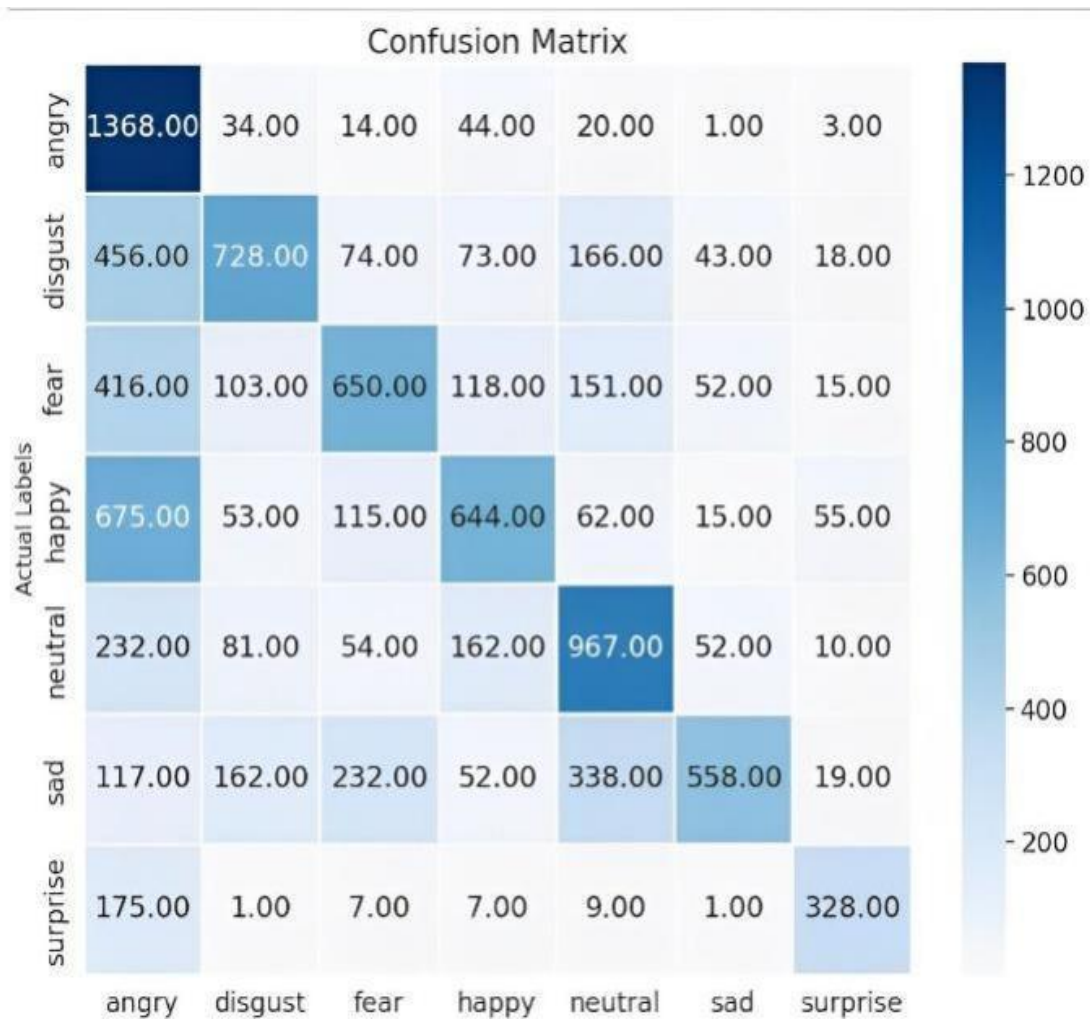 Confusion Matrix
angry 1368.00 34.00 14.00 44.00 20.00 1.00 3.00
disgust 456.00 728.00 74.00 73.00 166.00 43.00 18.00
fear 416.00 103.00 650.00 118.00 151.00 52.00 15.00
happy 675.00 53.00 115.00 644.00 62.00 15.00 55.00
neutral 232.00 81.00 54.00 162.00 967.00 52.00 10.00
sad 117.00 162.00 232.00 52.00 338.00 558.00 19.00
surprise 175.00 1.00 7.00 7.00 9.00 1.00 328.00
angry disgust fear happy neutral sad surprise
Actual Labels
1200
1000
800
600
400
200